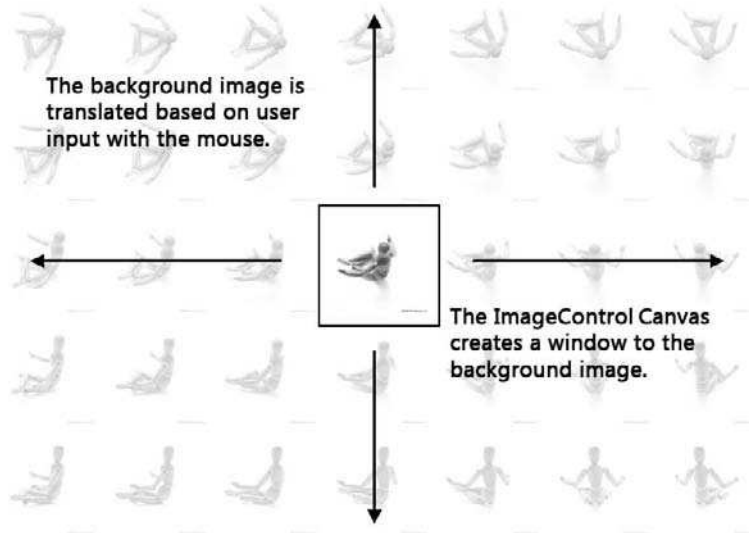 The background image is
translated based on user
input with the mouse.
The ImageControl Canvas
creates a window to the
background image.